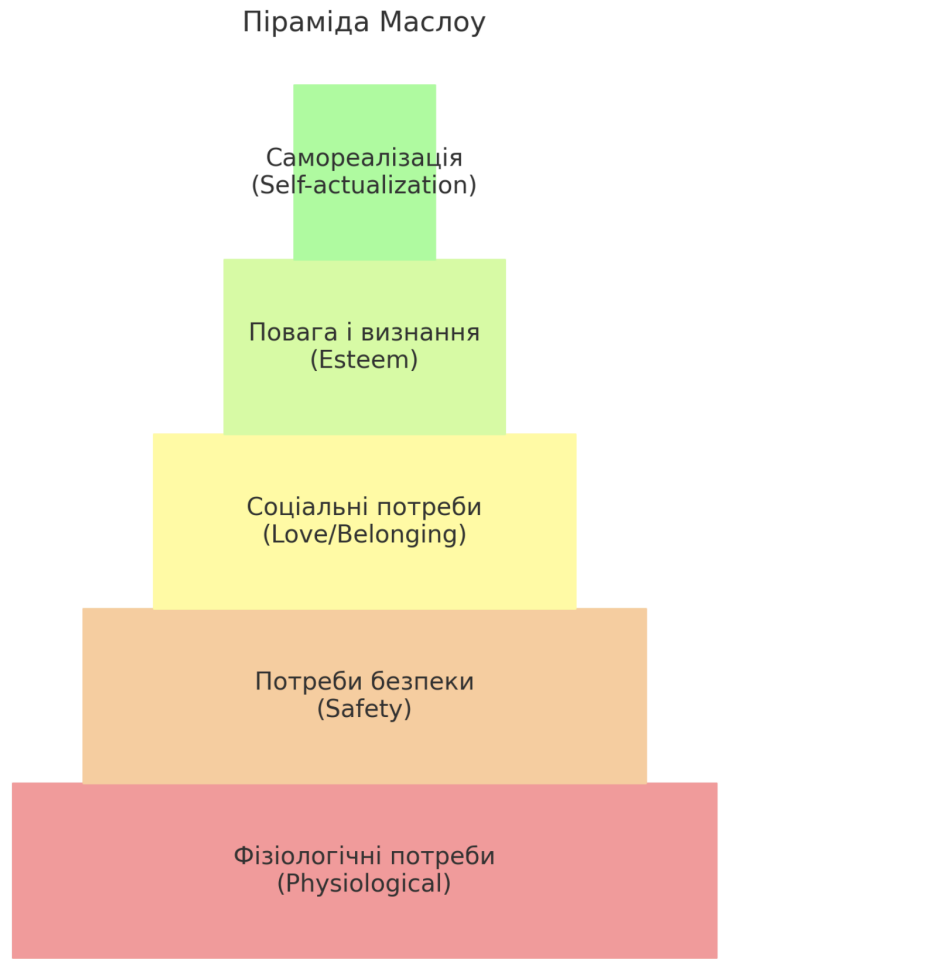 Піраміда Маслоу
Самореалізація
(Self-actualization)
Повага і визнання
(Esteem)
Соціальні потреби
(Love/Belonging)
Потреби безпеки
(Safety)
Фізіологічні потреби
(Physiological)